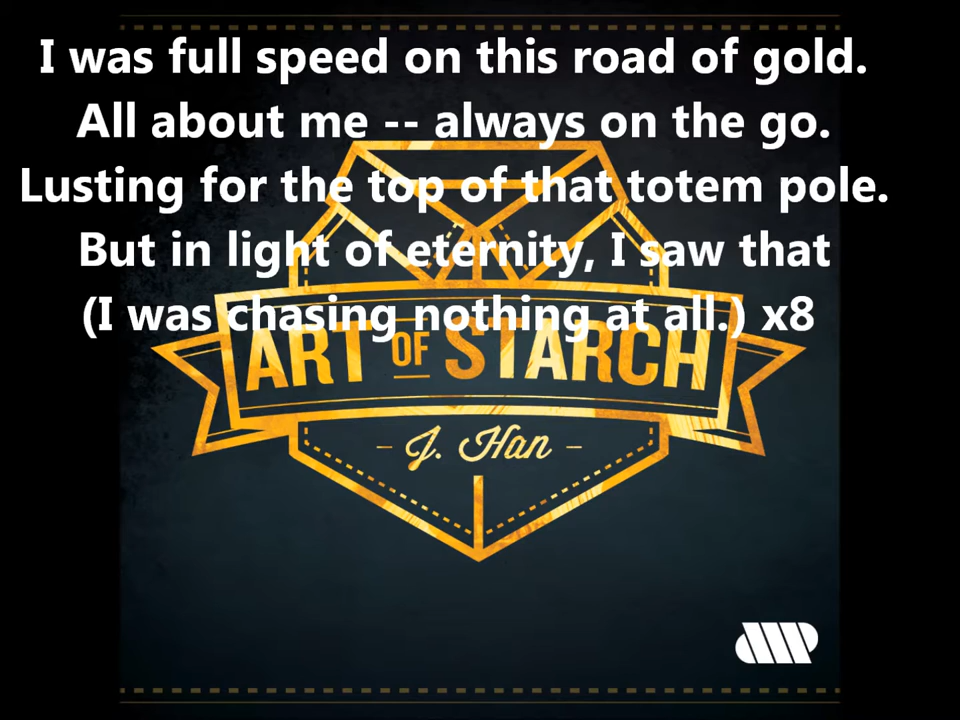 I was full speed on this road of gold.
All about me -- always on the go.
Lusting for the top of that totem pole.
But in light of eternity, I saw that
(I was chasing nothing at all.) x8
ART OF STARCH
- J. Han -